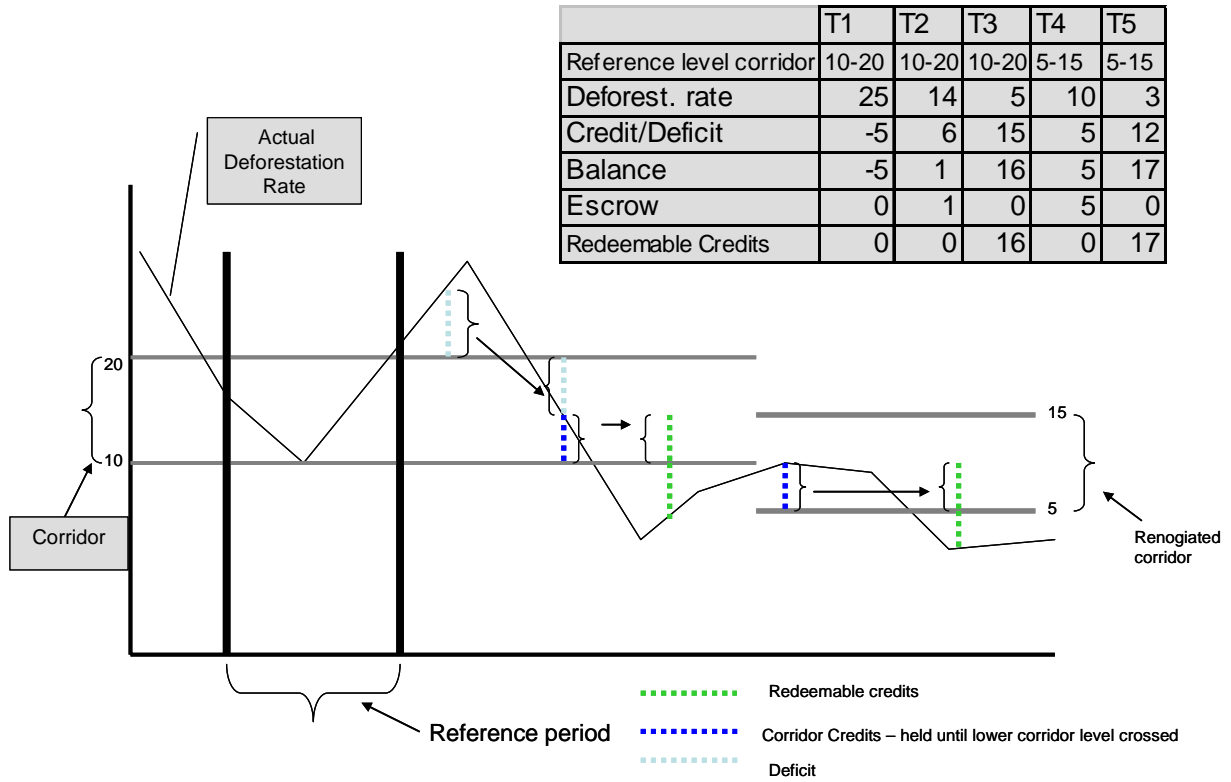 T1 T2 T3 T4 T5
Reference level corridor 10-20 10-20 10-20 5-15 5-15
Deforest. rate 25 14 5 10 3
Credit/Deficit -5 6 15 5 12
Balance -5 1 16 5 17
Escrow 0 1 0 5 0
Redeemable Credits 0 0 16 0 17
Actual
Deforestation
Rate
20
10
15
5
Corridor
Renogiated
corridor
Reference period
Redeemable credits
Corridor Credits – held until lower corridor level crossed
Deficit